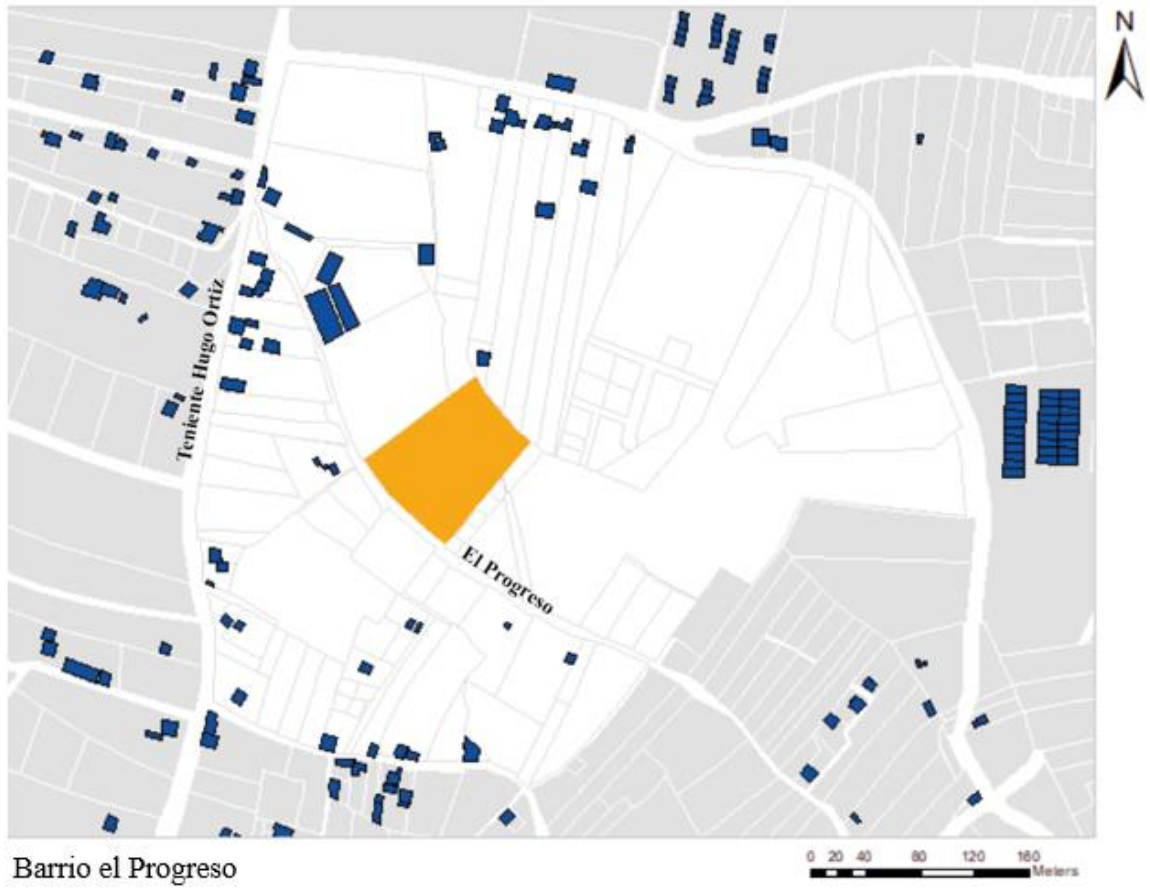 N
Teniente Hugo Ortiz
El Progreso
Barrio el Progreso
0 20 40 80 120 160
Meters